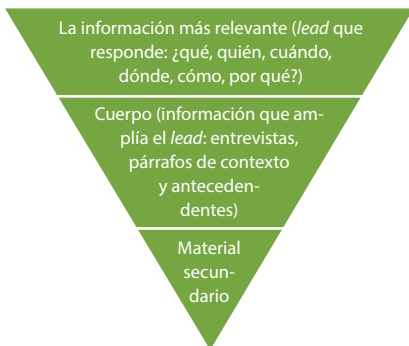 La información más relevante (lead que
responde: ¿qué, quién, cuándo,
dónde, cómo, por qué?)
Cuerpo (información que am-
plía el lead: entrevistas,
párrafos de contexto
y anteceden-
dentes)
Material
secun-
dario